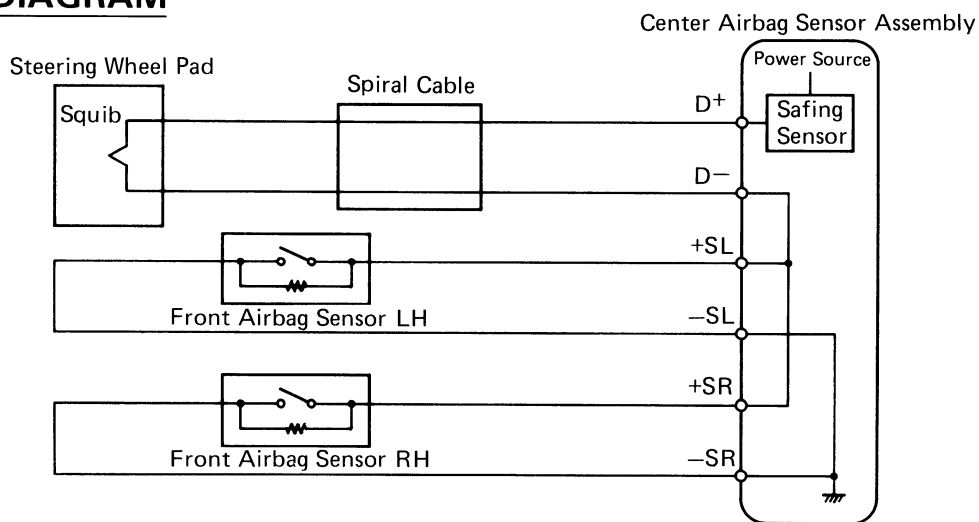 DIAGRAM
Center Airbag Sensor Assembly
Steering Wheel Pad
Spiral Cable
Power Source
Squib
D+
Safing
Sensor
D−
+SL
Front Airbag Sensor LH
−SL
+SR
Front Airbag Sensor RH
−SR